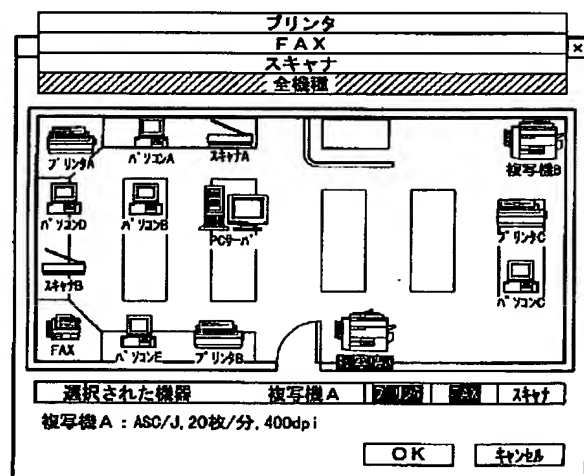 プリンタ
FAX
スキャナ
全機種
×
プリンタA
パソコンA
スキャナA
複写機B
パソコンD
パソコンB
PCサーバ
プリンタC
スキャナB
パソコンC
FAX
パソコンE
プリンタB
選択された機器 複写機A プリンタ FAX スキャナ
複写機A：ASC/J, 20枚/分, 400dpi
OK キャンセル